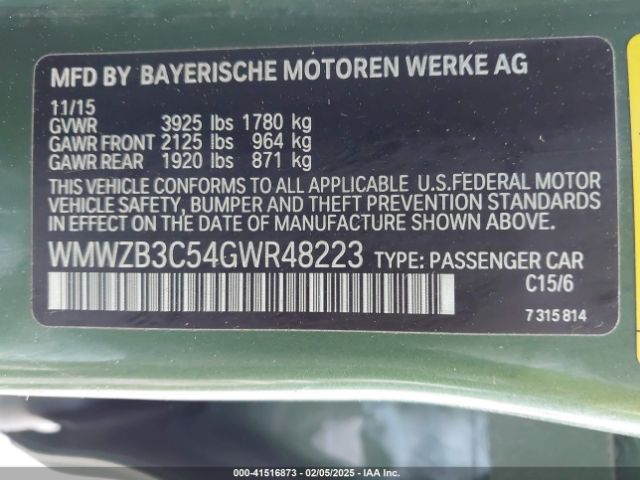 MFD BY BAYERISCHE MOTOREN WERKE AG
11/15
GVWR 3925 lbs 1780 kg
GAWR FRONT 2125 lbs 964 kg
GAWR REAR 1920 lbs 871 kg
THIS VEHICLE CONFORMS TO ALL APPLICABLE U.S.FEDERAL MOTOR
VEHICLE SAFETY, BUMPER AND THEFT PREVENTION STANDARDS
IN EFFECT ON THE DATE OF MANUFACTURE SHOWN ABOVE.
WMWZB3C54GWR48223 TYPE: PASSENGER CAR
C15/6
7 315 814
000-41516873 - 02/05/2025 - IAA Inc.